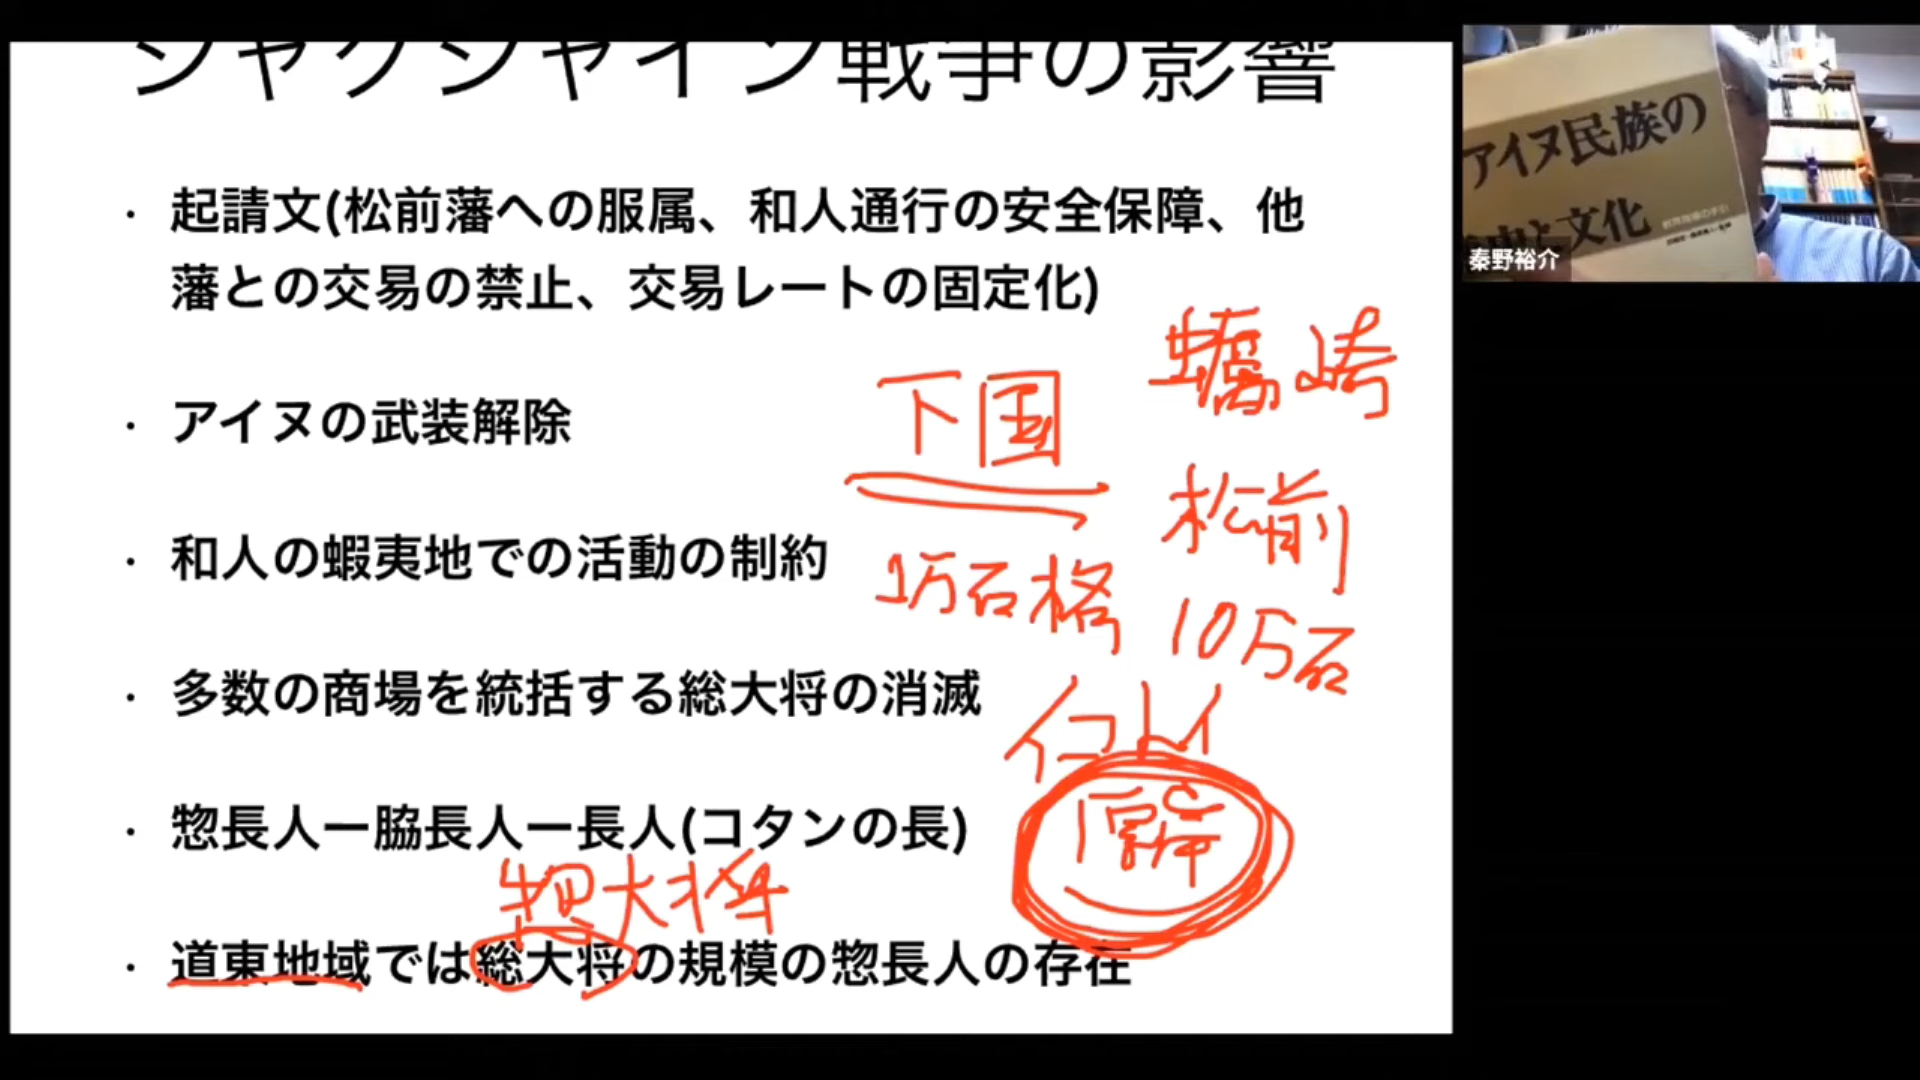 シャクシャイン戦争の影響
・起請文(松前藩への服属、和人通行の安全保障、他
藩との交易の禁止、交易レートの固定化)
・アイヌの武装解除
・和人の蝦夷地での活動の制約
・多数の商場を統括する総大将の消滅
・惣長人ー脇長人ー長人(コタンの長)
・道東地域では総大将の規模の惣長人の存在
蠣崎
下国
松前
1万石格
10万石
イコトイ
厚岸
惣大将
アイヌ民族の
と文化
秦野裕介